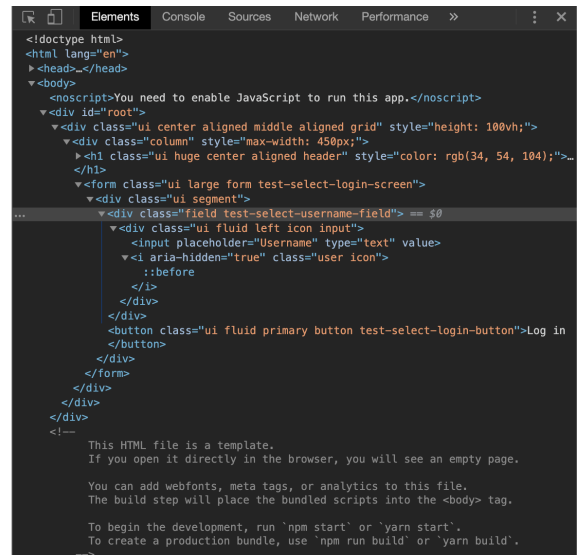 Elements Console Sources Network Performance »
<!doctype html>
<html lang="en">
▶<head>…</head>
▼<body>
<noscript>You need to enable JavaScript to run this app.</noscript>
▼<div id="root">
▼<div class="ui center aligned middle aligned grid" style="height: 100vh;">
▼<div class="column" style="max-width: 450px;">
▶<h1 class="ui huge center aligned header" style="color: rgb(34, 54, 104);">…
</h1>
▼<form class="ui large form test-select-login-screen">
▼<div class="ui segment">
… ▼<div class="field test-select-username-field"> == $0
▼<div class="ui fluid left icon input">
<input placeholder="Username" type="text" value>
▼<i aria-hidden="true" class="user icon">
::before
</i>
</div>
</div>
<button class="ui fluid primary button test-select-login-button">Log in
</button>
</div>
</form>
</div>
</div>
</div>
<!--
This HTML file is a template.
If you open it directly in the browser, you will see an empty page.
You can add webfonts, meta tags, or analytics to this file.
The build step will place the bundled scripts into the <body> tag.
To begin the development, run `npm start` or `yarn start`.
To create a production bundle, use `npm run build` or `yarn build`.
-->